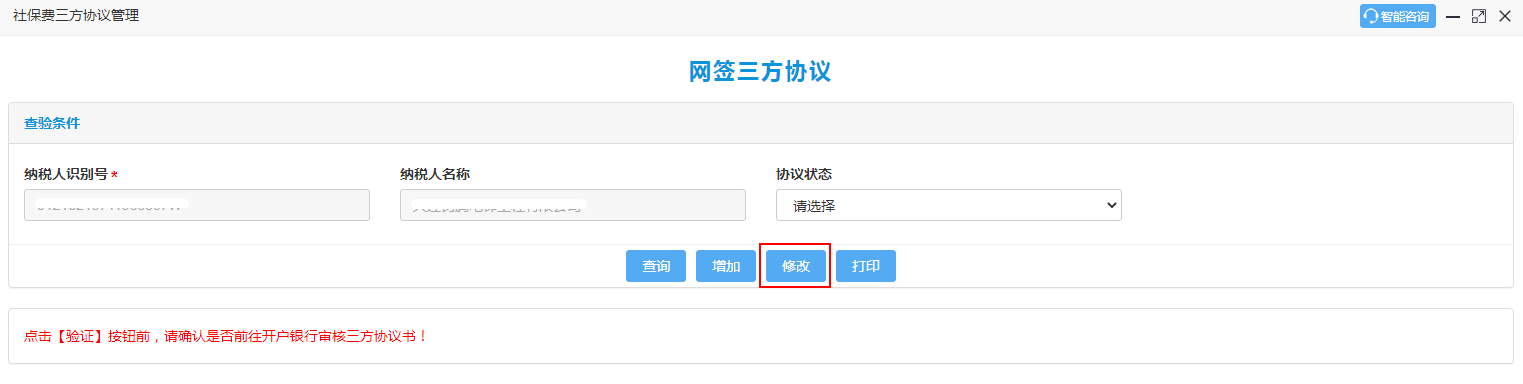 社保费三方协议管理
智能咨询
网签三方协议
查验条件
纳税人识别号*
纳税人名称
协议状态
请选择
查询
增加
修改
打印
点击【验证】按钮前，请确认是否前往开户银行审核三方协议书！